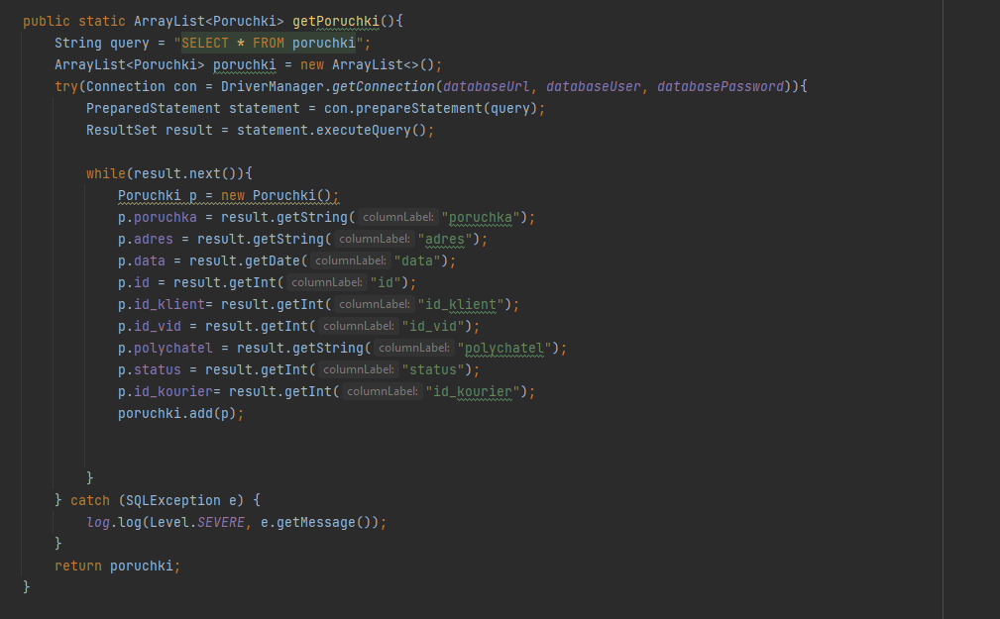 public static ArrayList<Poruchki> getPoruchki(){
String query = "SELECT * FROM poruchki";
ArrayList<Poruchki> poruchki = new ArrayList<>();
try(Connection con = DriverManager.getConnection(databaseUrl, databaseUser, databasePassword)){
PreparedStatement statement = con.prepareStatement(query);
ResultSet result = statement.executeQuery();
while(result.next()){
Poruchki p = new Poruchki();
p.poruchka = result.getString( columnLabel: "poruchka");
p.adres = result.getString( columnLabel: "adres");
p.data = result.getDate( columnLabel: "data");
p.id = result.getInt( columnLabel: "id");
p.id_klient= result.getInt( columnLabel: "id_klient");
p.id_vid = result.getInt( columnLabel: "id_vid");
p.polychatel = result.getString( columnLabel: "polychatel");
p.status = result.getInt( columnLabel: "status");
p.id_kourier= result.getInt( columnLabel: "id_kourier");
poruchki.add(p);
}
} catch (SQLException e) {
log.log(Level.SEVERE, e.getMessage());
}
return poruchki;
}